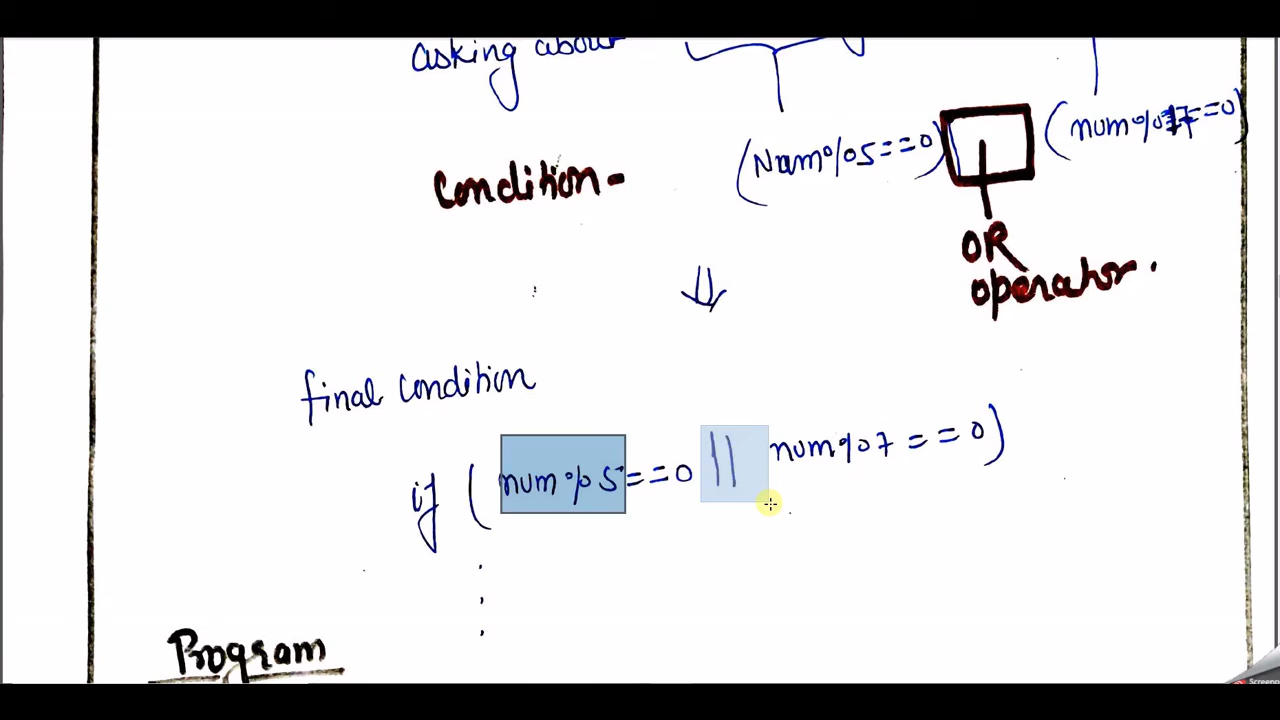 asking about
(Num%5==0) (num%7==0)
Condition-
OR
operator.
final condition
if (num%5==0 || num%7==0)
Program